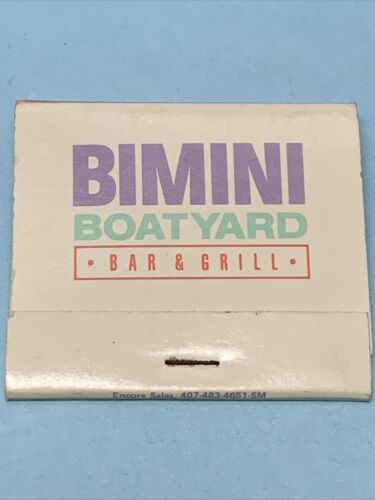 BIMINI
BOATYARD
• BAR & GRILL •
Encore Sales 407-483-4651-SM